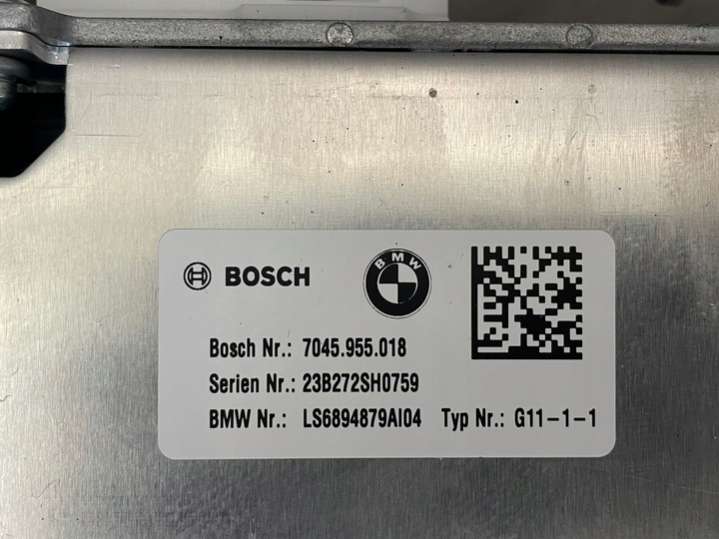 BOSCH
BMW
Bosch Nr.: 7045.955.018
Serien Nr.: 23B272SH0759
BMW Nr.: LS6894879AI04 Typ Nr.: G11-1-1